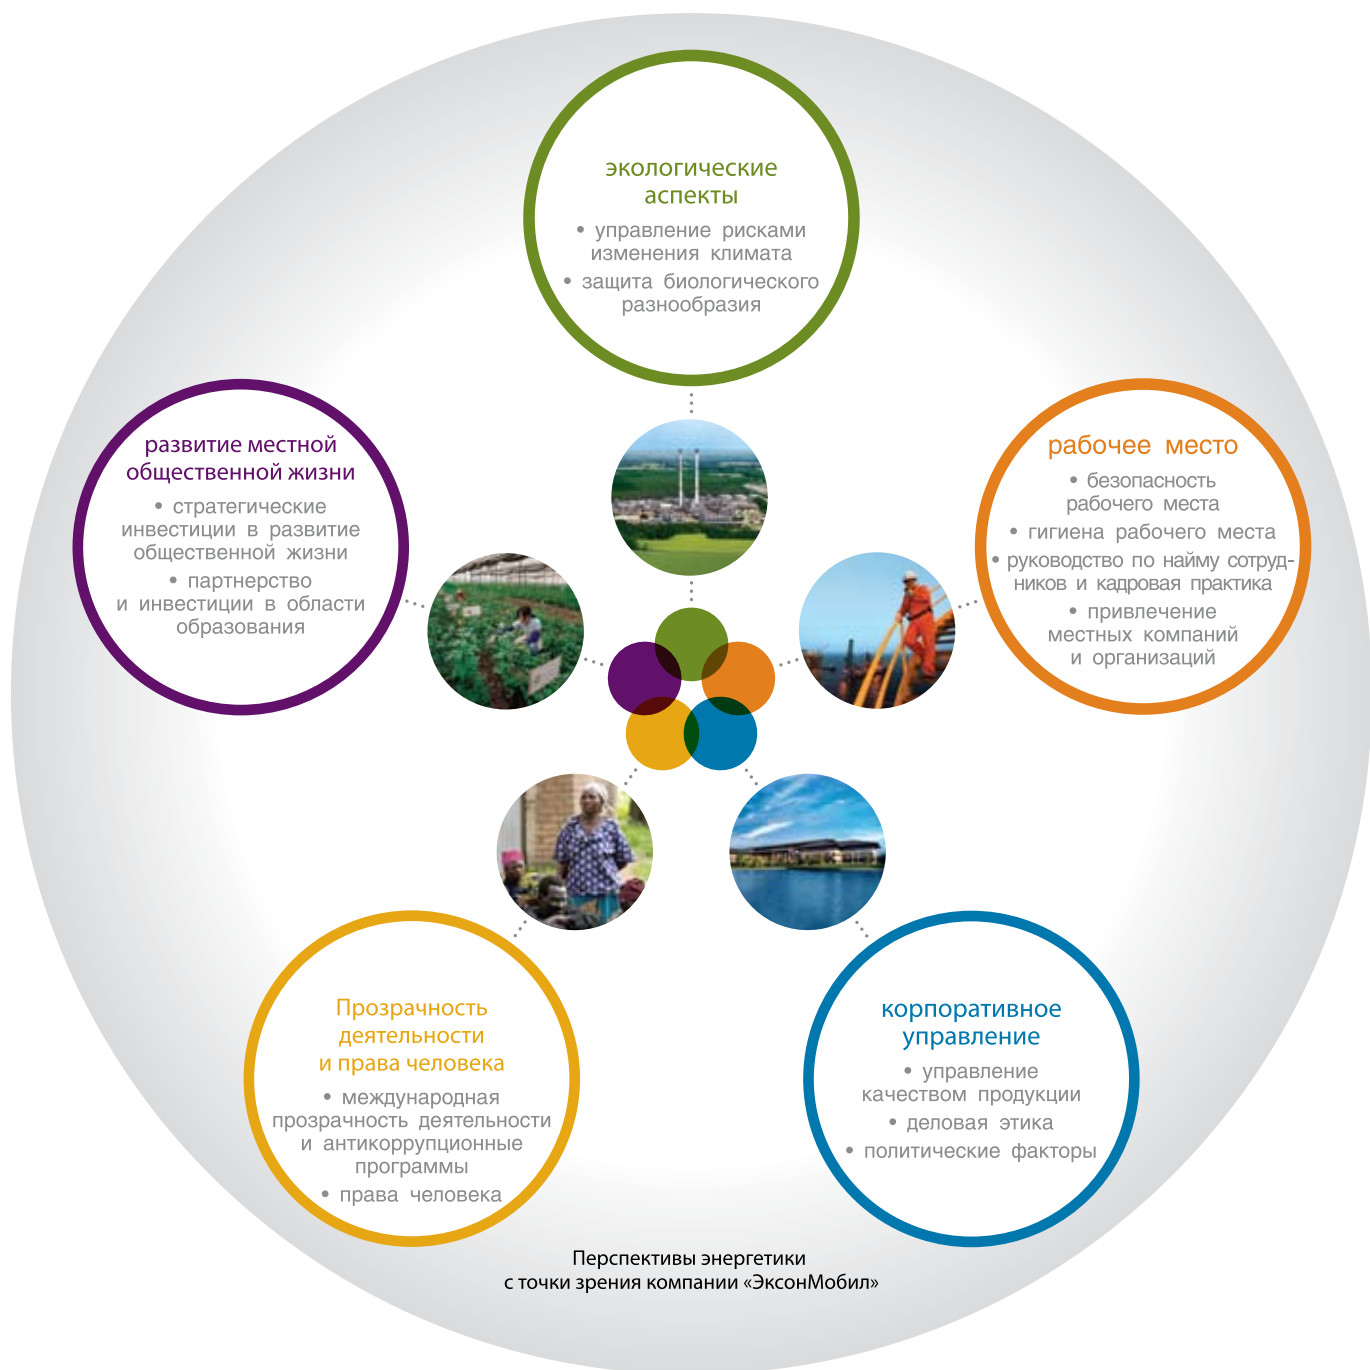 экологические
аспекты
• управление рисками
изменения климата
• защита биологического
разнообразия
развитие местной
общественной жизни
• стратегические
инвестиции в развитие
общественной жизни
• партнерство
и инвестиции в области
образования
рабочее место
• безопасность
рабочего места
• гигиена рабочего места
• руководство по найму сотруд-
ников и кадровая практика
• привлечение
местных компаний
и организаций
Прозрачность
деятельности
и права человека
• международная
прозрачность деятельности
и антикоррупционные
программы
• права человека
корпоративное
управление
• управление
качеством продукции
• деловая этика
• политические факторы
Перспективы энергетики
с точки зрения компании «ЭксонМобил»